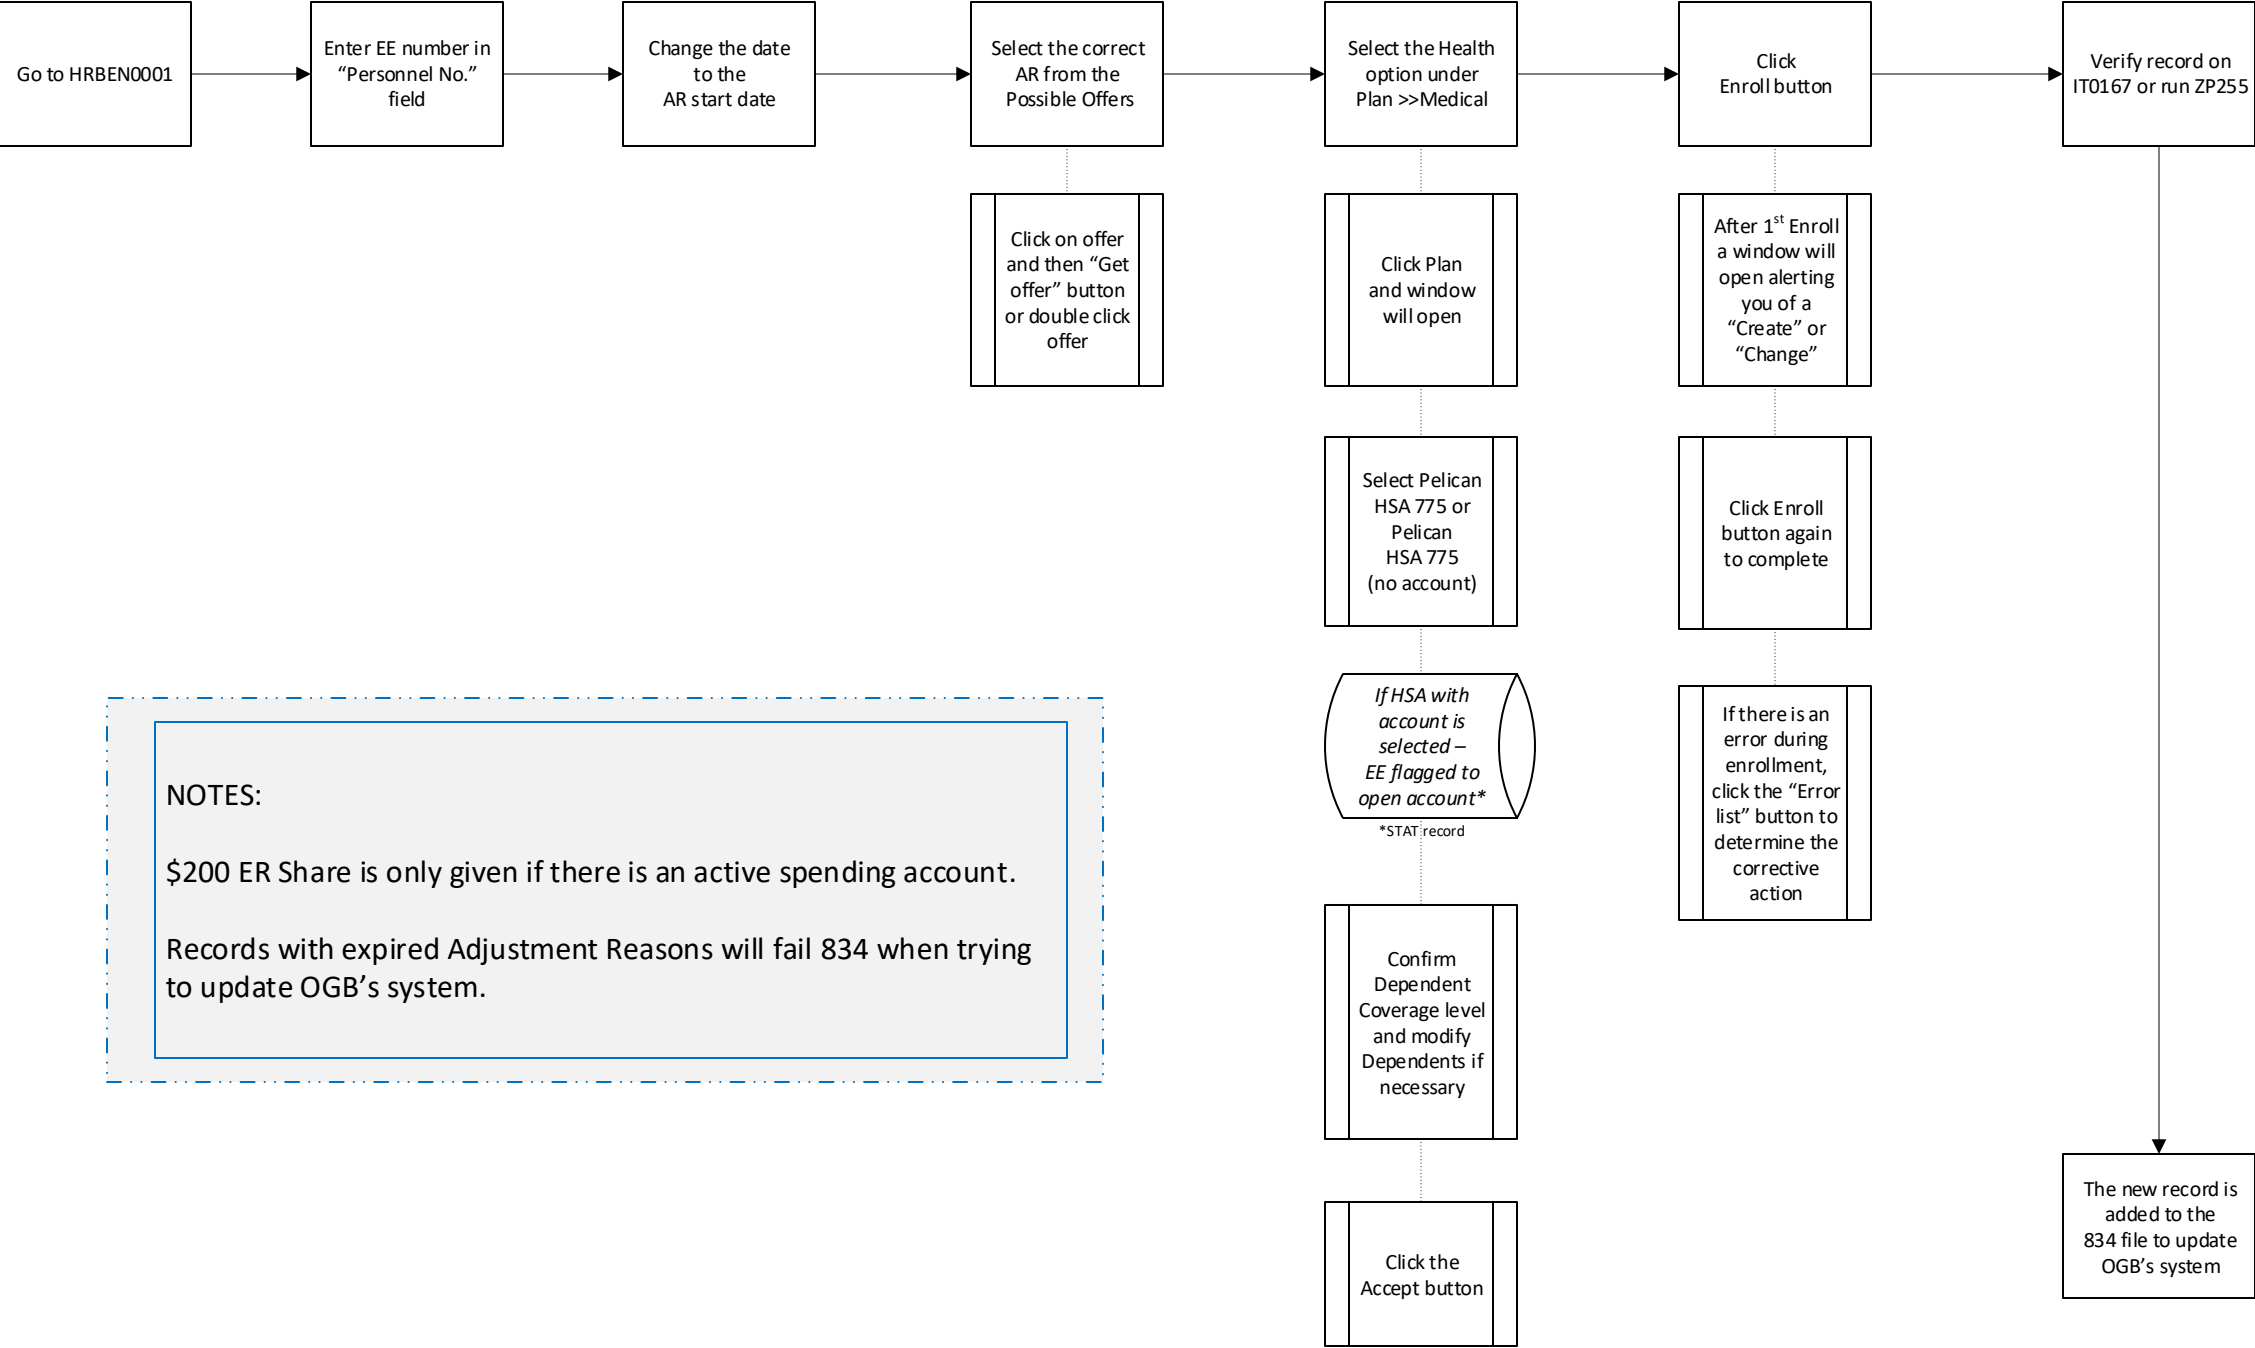 Go to HRBEN0001
Enter EE number in
“Personnel No.”
field
Change the date
to the
AR start date
Select the correct
AR from the
Possible Offers
Select the Health
option under
Plan >>Medical
Click
Enroll button
Verify record on
IT0167 or run ZP255
Click on offer
and then “Get
offer” button
or double click
offer
Click Plan
and window
will open
Select Pelican
HSA 775 or
Pelican
HSA 775
(no account)
If HSA with
account is
selected –
EE flagged to
open account*
*STAT record
Confirm
Dependent
Coverage level
and modify
Dependents if
necessary
Click the
Accept button
After 1st Enroll
a window will
open alerting
you of a
“Create” or
“Change”
Click Enroll
button again
to complete
If there is an
error during
enrollment,
click the “Error
list” button to
determine the
corrective
action
The new record is
added to the
834 file to update
OGB’s system
NOTES:
$200 ER Share is only given if there is an active spending account.
Records with expired Adjustment Reasons will fail 834 when trying
to update OGB’s system.